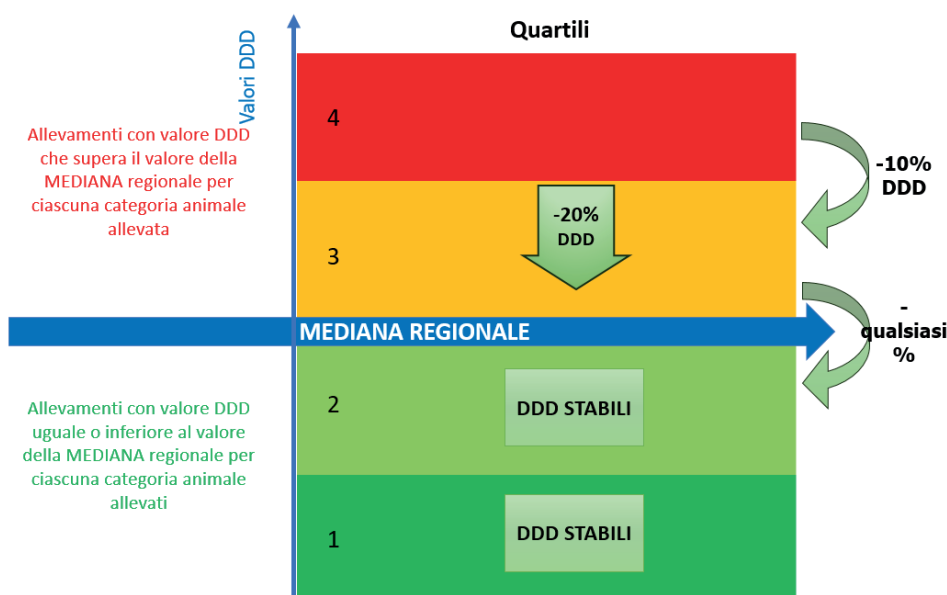 Quartili
Valori DDD
4
Allevamenti con valore DDD
che supera il valore della
MEDIANA regionale per
ciascuna categoria animale
allevata
-10%
DDD
-20%
DDD
3
MEDIANA REGIONALE
-
qualsiasi
%
Allevamenti con valore DDD
uguale o inferiore al valore
della MEDIANA regionale per
ciascuna categoria animale
allevati
2
DDD STABILI
1
DDD STABILI